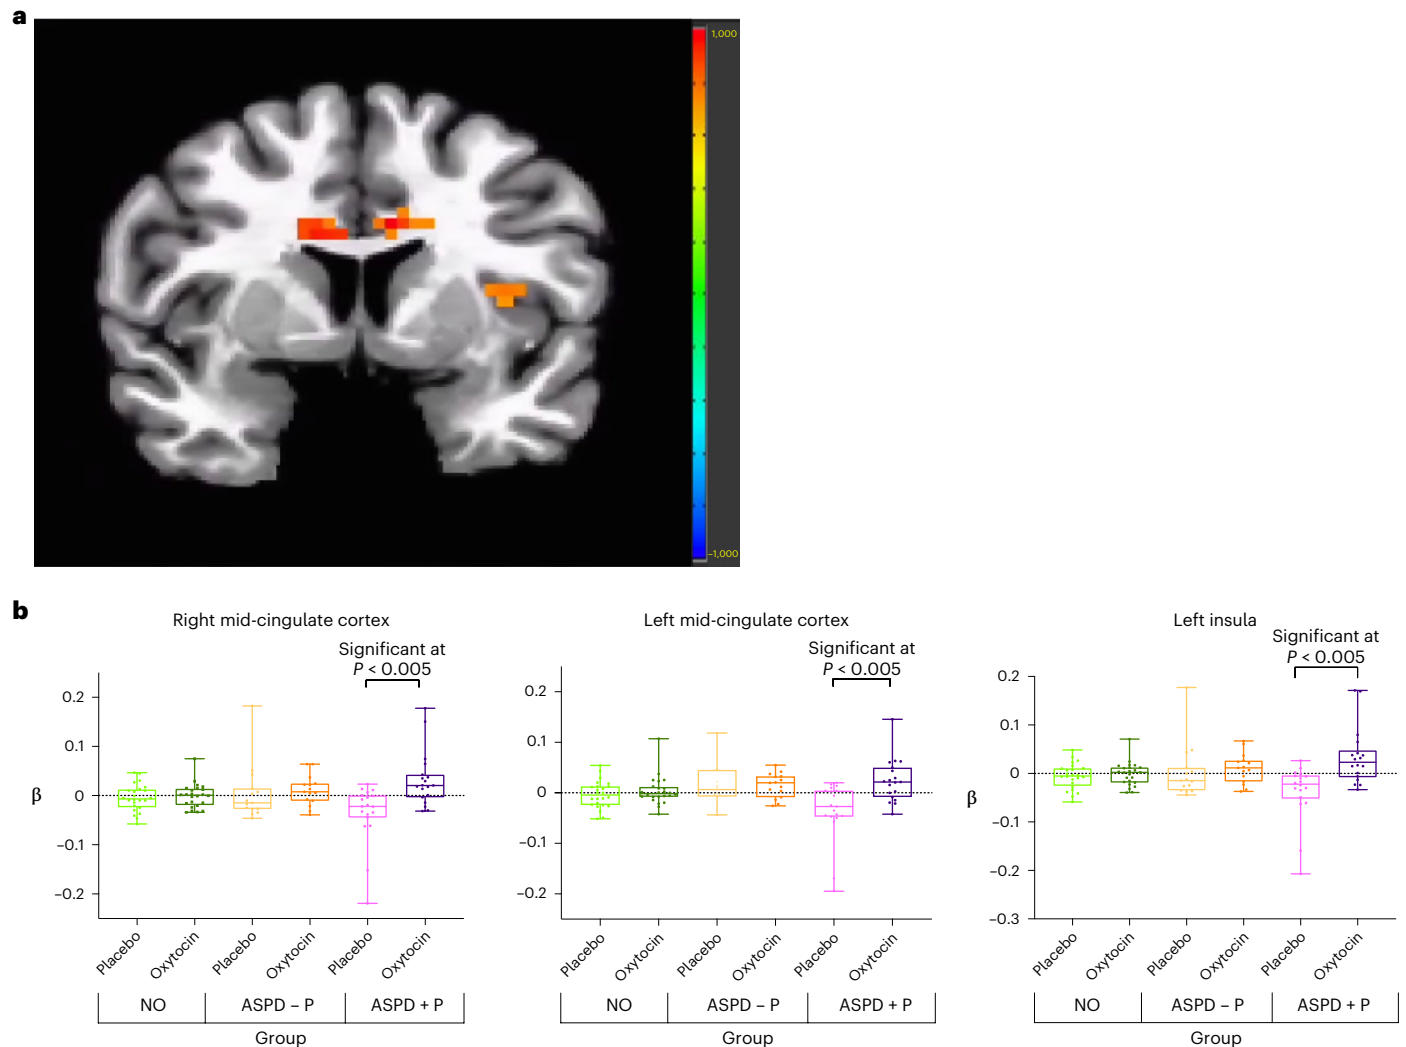 a
1,000
–1,000
b
Right mid-cingulate cortex
Significant at
P < 0.005
0.2
0.1
0
–0.1
–0.2
β
Placebo
Oxytocin
Placebo
Oxytocin
Placebo
Oxytocin
NO
ASPD – P
ASPD + P
Group
Left mid-cingulate cortex
Significant at
P < 0.005
0.2
0.1
0
–0.1
–0.2
Placebo
Oxytocin
Placebo
Oxytocin
Placebo
Oxytocin
NO
ASPD – P
ASPD + P
Group
Left insula
Significant at
P < 0.005
0.2
0.1
0
–0.1
–0.2
–0.3
β
Placebo
Oxytocin
Placebo
Oxytocin
Placebo
Oxytocin
NO
ASPD – P
ASPD + P
Group